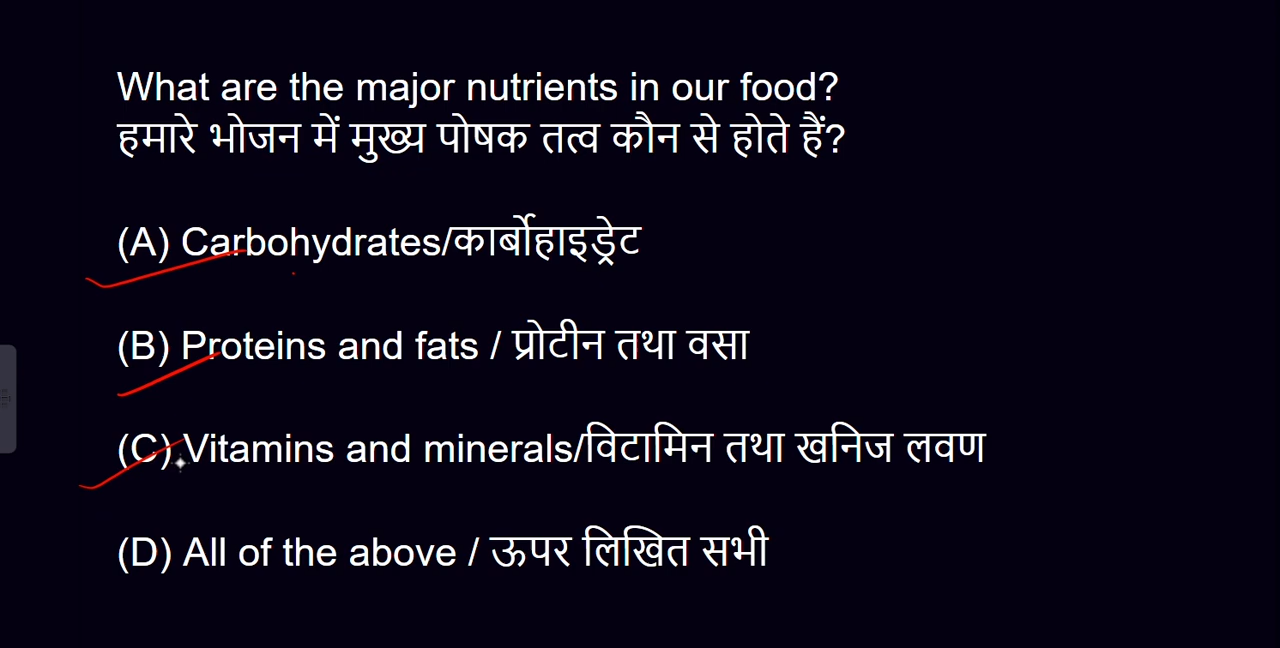 What are the major nutrients in our food?
हमारे भोजन में मुख्य पोषक तत्व कौन से होते हैं?
(A) Carbohydrates/कार्बोहाइड्रेट
(B) Proteins and fats / प्रोटीन तथा वसा
(C) Vitamins and minerals/विटामिन तथा खनिज लवण
(D) All of the above / ऊपर लिखित सभी